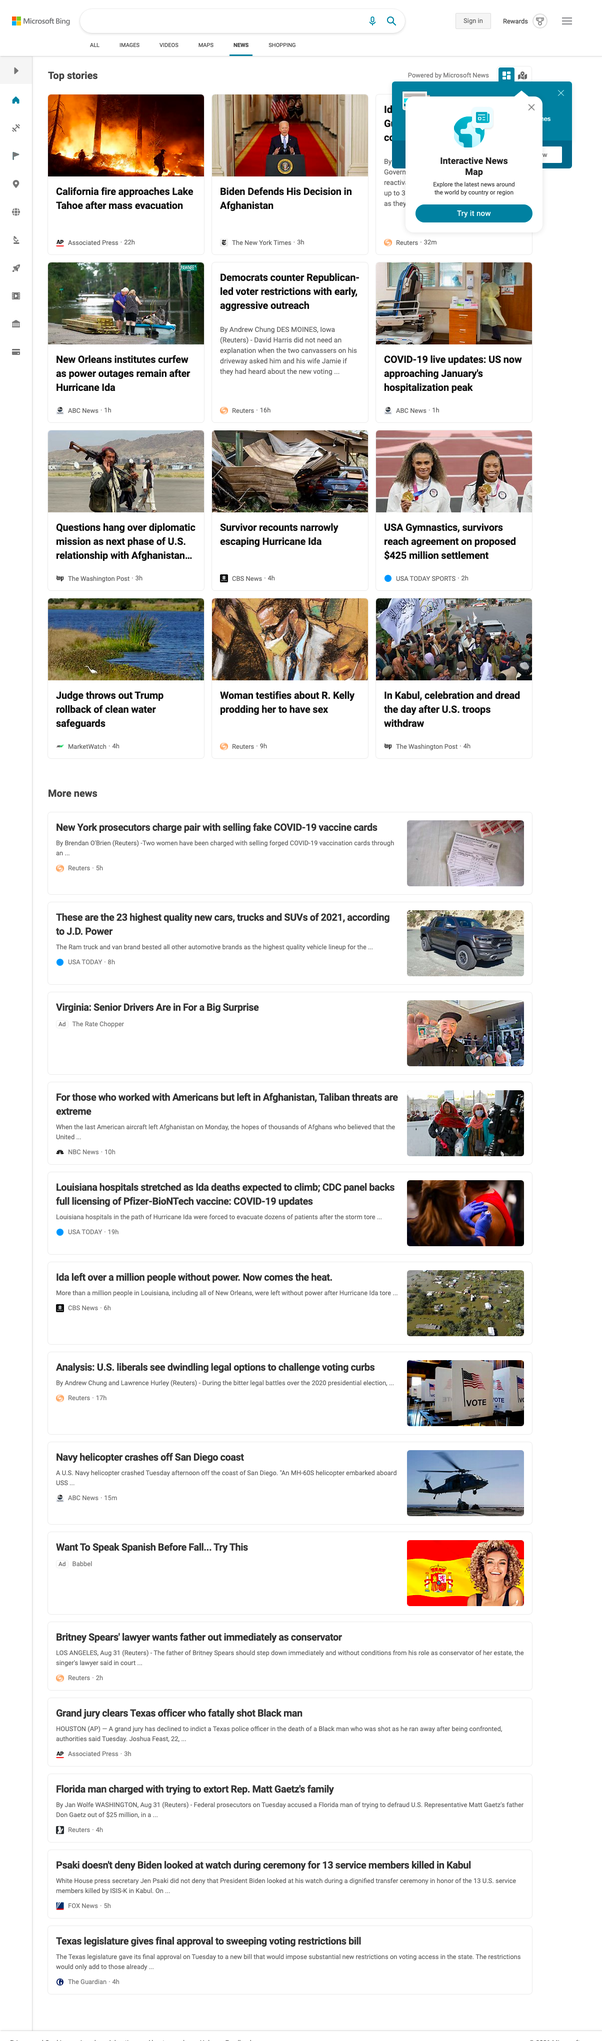 Microsoft Bing
Sign in
Rewards
ALL
IMAGES
VIDEOS
MAPS
NEWS
SHOPPING
Top stories
Powered by Microsoft News
Interactive News
Map
Explore the latest news around
the world by country or region
Try it now
California fire approaches Lake
Tahoe after mass evacuation
AP Associated Press · 22h
Biden Defends His Decision in
Afghanistan
The New York Times · 3h
Id
By
Govern
reactiv
up to 3
as they
Reuters · 32m
New Orleans institutes curfew
as power outages remain after
Hurricane Ida
ABC News · 1h
Democrats counter Republican-
led voter restrictions with early,
aggressive outreach
By Andrew Chung DES MOINES, Iowa
(Reuters) - David Harris did not need an
explanation when the two canvassers on his
driveway asked him and his wife Jamie if
they had heard about the new voting ...
Reuters · 16h
COVID-19 live updates: US now
approaching January's
hospitalization peak
ABC News · 1h
Questions hang over diplomatic
mission as next phase of U.S.
relationship with Afghanistan...
wp The Washington Post · 3h
Survivor recounts narrowly
escaping Hurricane Ida
CBS News · 4h
USA Gymnastics, survivors
reach agreement on proposed
$425 million settlement
USA TODAY SPORTS · 2h
Judge throws out Trump
rollback of clean water
safeguards
MarketWatch · 4h
Woman testifies about R. Kelly
prodding her to have sex
Reuters · 9h
In Kabul, celebration and dread
the day after U.S. troops
withdraw
wp The Washington Post · 4h
More news
New York prosecutors charge pair with selling fake COVID-19 vaccine cards
By Brendan O'Brien (Reuters) -Two women have been charged with selling forged COVID-19 vaccination cards through
an ...
Reuters · 5h
These are the 23 highest quality new cars, trucks and SUVs of 2021, according
to J.D. Power
The Ram truck and van brand bested all other automotive brands as the highest quality vehicle lineup for the ...
USA TODAY · 8h
Virginia: Senior Drivers Are in For a Big Surprise
Ad The Rate Chopper
For those who worked with Americans but left in Afghanistan, Taliban threats are
extreme
When the last American aircraft left Afghanistan on Monday, the hopes of thousands of Afghans who believed that the
United ...
NBC News · 10h
Louisiana hospitals stretched as Ida deaths expected to climb; CDC panel backs
full licensing of Pfizer-BioNTech vaccine: COVID-19 updates
Louisiana hospitals in the path of Hurricane Ida were forced to evacuate dozens of patients after the storm tore ...
USA TODAY · 19h
Ida left over a million people without power. Now comes the heat.
More than a million people in Louisiana, including all of New Orleans, were left without power after Hurricane Ida tore ...
CBS News · 6h
Analysis: U.S. liberals see dwindling legal options to challenge voting curbs
By Andrew Chung and Lawrence Hurley (Reuters) - During the bitter legal battles over the 2020 presidential election, ...
Reuters · 17h
VOTE
VOTE
Navy helicopter crashes off San Diego coast
A U.S. Navy helicopter crashed Tuesday afternoon off the coast of San Diego. "An MH-60S helicopter embarked aboard
USS ...
ABC News · 15m
Want To Speak Spanish Before Fall... Try This
Ad Babbel
Britney Spears' lawyer wants father out immediately as conservator
LOS ANGELES, Aug 31 (Reuters) - The father of Britney Spears should step down immediately and without conditions from his role as conservator of her estate, the
singer's lawyer said in court ...
Reuters · 2h
Grand jury clears Texas officer who fatally shot Black man
HOUSTON (AP) — A grand jury has declined to indict a Texas police officer in the death of a Black man who was shot as he ran away after being confronted,
authorities said Tuesday. Joshua Feast, 22, ...
AP Associated Press · 3h
Florida man charged with trying to extort Rep. Matt Gaetz's family
By Jan Wolfe WASHINGTON, Aug 31 (Reuters) - Federal prosecutors on Tuesday accused a Florida man of trying to defraud U.S. Representative Matt Gaetz's father
Don Gaetz out of $25 million, in a ...
Reuters · 4h
Psaki doesn't deny Biden looked at watch during ceremony for 13 service members killed in Kabul
White House press secretary Jen Psaki did not deny that President Biden looked at his watch during a dignified transfer ceremony in honor of the 13 U.S. service
members killed by ISIS-K in Kabul. On ...
FOX News · 5h
Texas legislature gives final approval to sweeping voting restrictions bill
The Texas legislature gave its final approval on Tuesday to a new bill that would impose substantial new restrictions on voting access in the state. The restrictions
would only add to those already ...
The Guardian · 4h